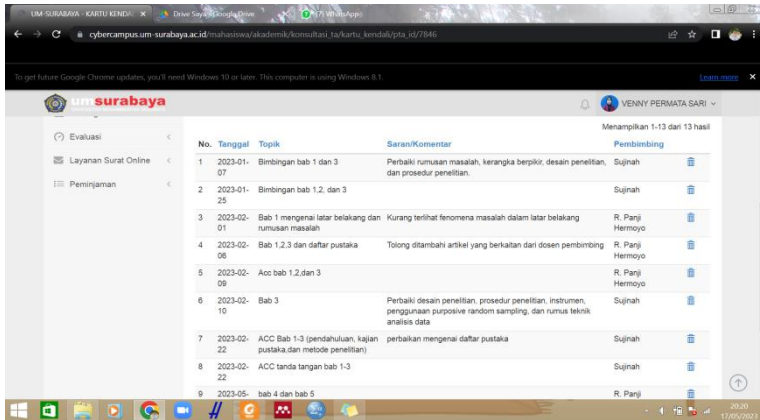 UM-SURABAYA - KARTU KENDAL
Drive Saya - Google Drive
(7) WhatsApp
cybercampus.um-surabaya.ac.id/mahasiswa/akademik/konsultasi_ta/kartu_kendali/pta_id/7846
To get future Google Chrome updates, you'll need Windows 10 or later. This computer is using Windows 8.1.
Learn more
umsurabaya
VENNY PERMATA SARI
Evaluasi
Layanan Surat Online
Peminjaman
Menampilkan 1-13 dari 13 hasil
No. Tanggal Topik Saran/Komentar Pembimbing
1 2023-01- Bimbingan bab 1 dan 3 Perbaiki rumusan masalah, kerangka berpikir, desain penelitian, Sujinah
07 dan prosedur penelitian.
2 2023-01- Bimbingan bab 1,2, dan 3 Sujinah
25
3 2023-02- Bab 1 mengenai latar belakang dan Kurang terlihat fenomena masalah dalam latar belakang R. Panji
01 rumusan masalah Hermoyo
4 2023-02- Bab 1,2,3 dan daftar pustaka Tolong ditambahi artikel yang berkaitan dari dosen pembimbing R. Panji
06 Hermoyo
5 2023-02- Acc bab 1,2,dan 3 R. Panji
09 Hermoyo
6 2023-02- Bab 3 Perbaiki desain penelitian, prosedur penelitian, instrumen, Sujinah
10 penggunaan purposive random sampling, dan rumus teknik
analisis data
7 2023-02- ACC Bab 1-3 (pendahuluan, kajian perbaikan mengenai daftar pustaka Sujinah
22 pustaka,dan metode penelitian)
8 2023-02- ACC tanda tangan bab 1-3 Sujinah
22
9 2023-05- bab 4 dan bab 5 R. Panji
20:20
17/05/2023